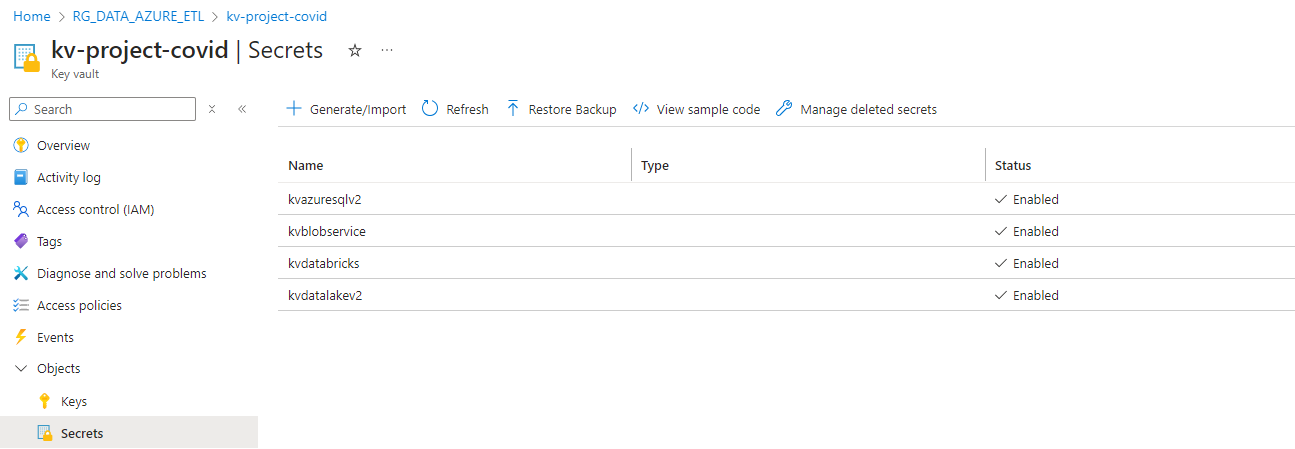 Home > RG_DATA_AZURE_ETL > kv-project-covid
kv-project-covid | Secrets
Key vault
Search
Generate/Import Refresh Restore Backup View sample code Manage deleted secrets
Overview
Activity log
Access control (IAM)
Tags
Diagnose and solve problems
Access policies
Events
Objects
Keys
Secrets
Name Type Status
kvazuresqlv2 Enabled
kvblobservice Enabled
kvdatabricks Enabled
kvdatalakev2 Enabled